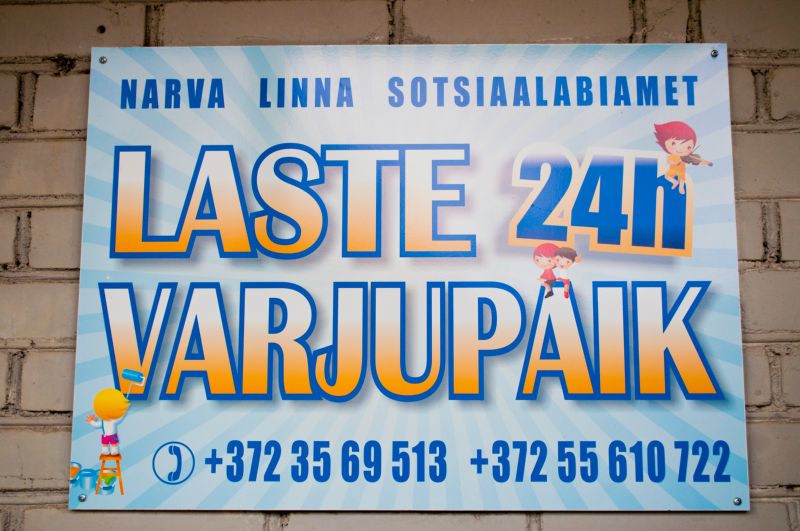 NARVA LINNA SOTSIAALABIAMET
LASTE 24h
VARJUPAIK
+372 35 69 513 +372 55 610 722